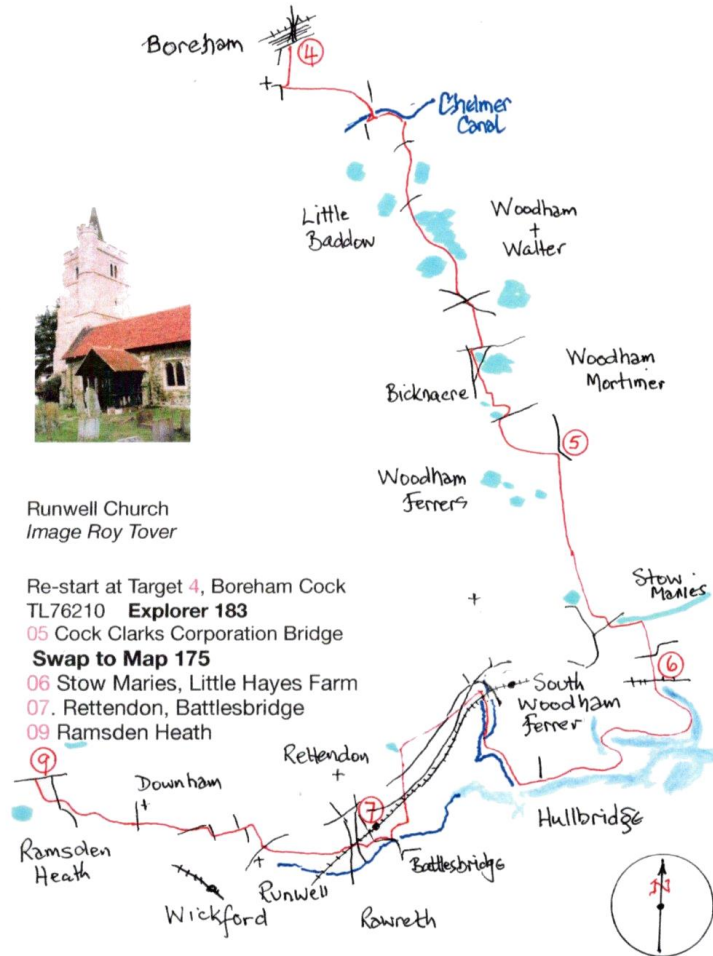 Boreham
4
Chelmer
Canal
Little
Baddow
Woodham
+
Walter
Bicknacre
Woodham
Mortimer
5
Woodham
Ferrers
Runwell Church
Image Roy Tover
Re-start at Target 4, Boreham Cock
TL76210 Explorer 183
05 Cock Clarks Corporation Bridge
Swap to Map 175
06 Stow Maries, Little Hayes Farm
07. Rettendon, Battlesbridge
09 Ramsden Heath
Stow
Maries
6
South
Woodham
Ferrer
Rettendon
9
Downham
7
Hullbridge
Ramsden
Heath
Battlesbridge
Runwell
Wickford
Rawreth
N